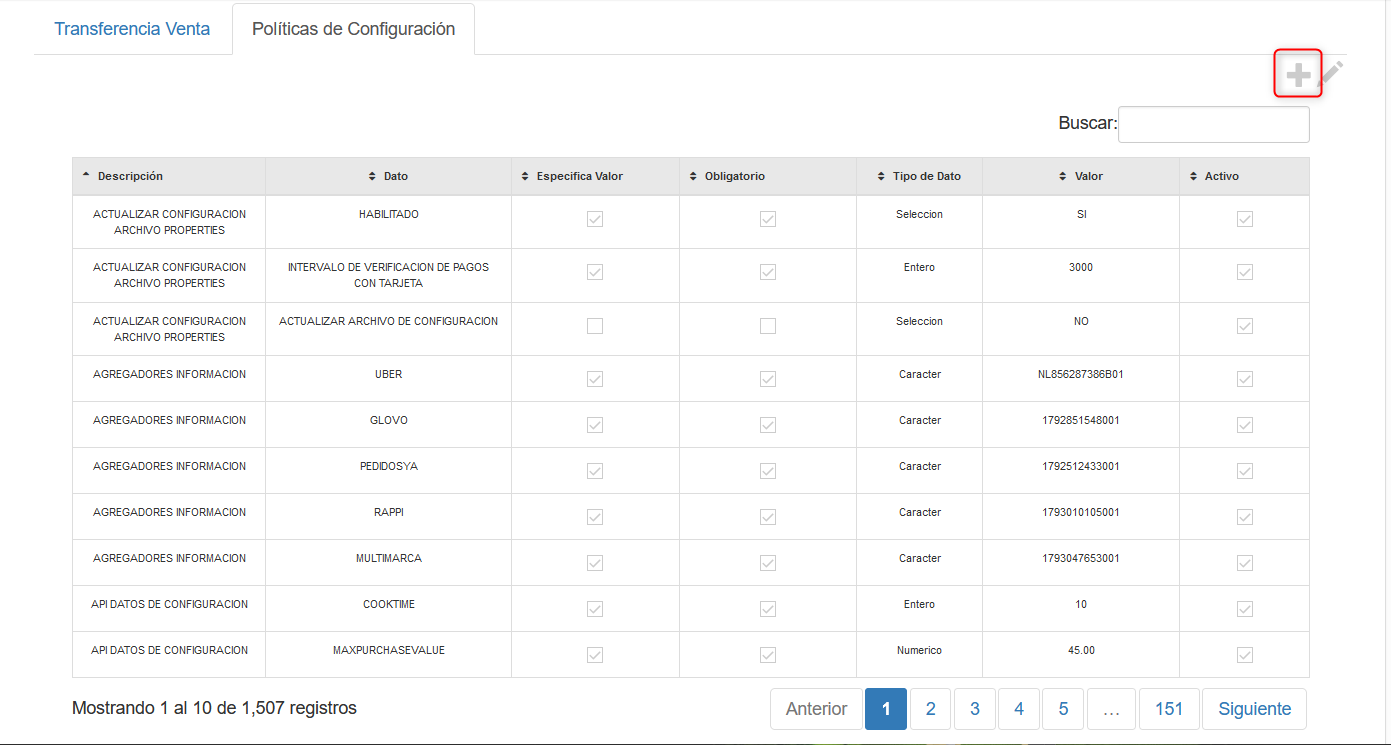 Transferencia Venta Políticas de Configuración
Buscar:
Descripción Dato Especifica Valor Obligatorio Tipo de Dato Valor Activo
ACTUALIZAR CONFIGURACION HABILITADO Seleccion SI
ARCHIVO PROPERTIES
ACTUALIZAR CONFIGURACION INTERVALO DE VERIFICACION DE PAGOS Entero 3000
ARCHIVO PROPERTIES CON TARJETA
ACTUALIZAR CONFIGURACION ACTUALIZAR ARCHIVO DE CONFIGURACION Seleccion NO
ARCHIVO PROPERTIES
AGREGADORES INFORMACION UBER Caracter NL856287386B01
AGREGADORES INFORMACION GLOVO Caracter 1792851548001
AGREGADORES INFORMACION PEDIDOSYA Caracter 1792512433001
AGREGADORES INFORMACION RAPPI Caracter 1793010105001
AGREGADORES INFORMACION MULTIMARCA Caracter 1793047653001
API DATOS DE CONFIGURACION COOKTIME Entero 10
API DATOS DE CONFIGURACION MAXPURCHASEVALUE Numerico 45.00
Mostrando 1 al 10 de 1,507 registros Anterior 1 2 3 4 5 … 151 Siguiente